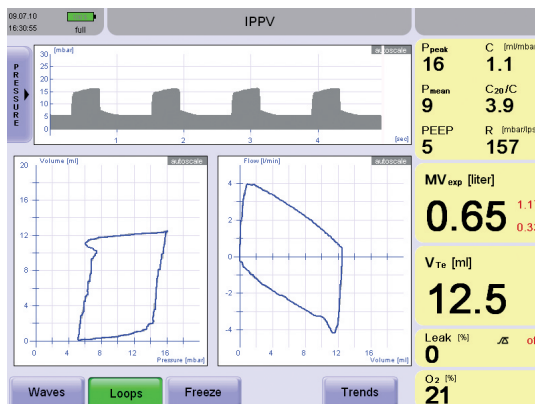 09.07.10
16:30:55
full
IPPV
PRESSURE
[mbar]
autoscale
30
25
20
15
10
5
0
1
2
3
4
[sec]
Volume [ml]
autoscale
20
16
12
8
4
0
0
4
8
12
16
Pressure [mbar]
Flow [l/min]
autoscale
4
2
0
-2
-4
0
4
8
12
16
Volume [ml]
Ppeak
C [ml/mbar
16
1.1
Pmean
C20/C
9
3.9
PEEP
R [mbar/lps
5
157
MVexp [liter]
0.65
VTe [ml]
12.5
Leak [%]
0
O2 [%]
21
Waves
Loops
Freeze
Trends